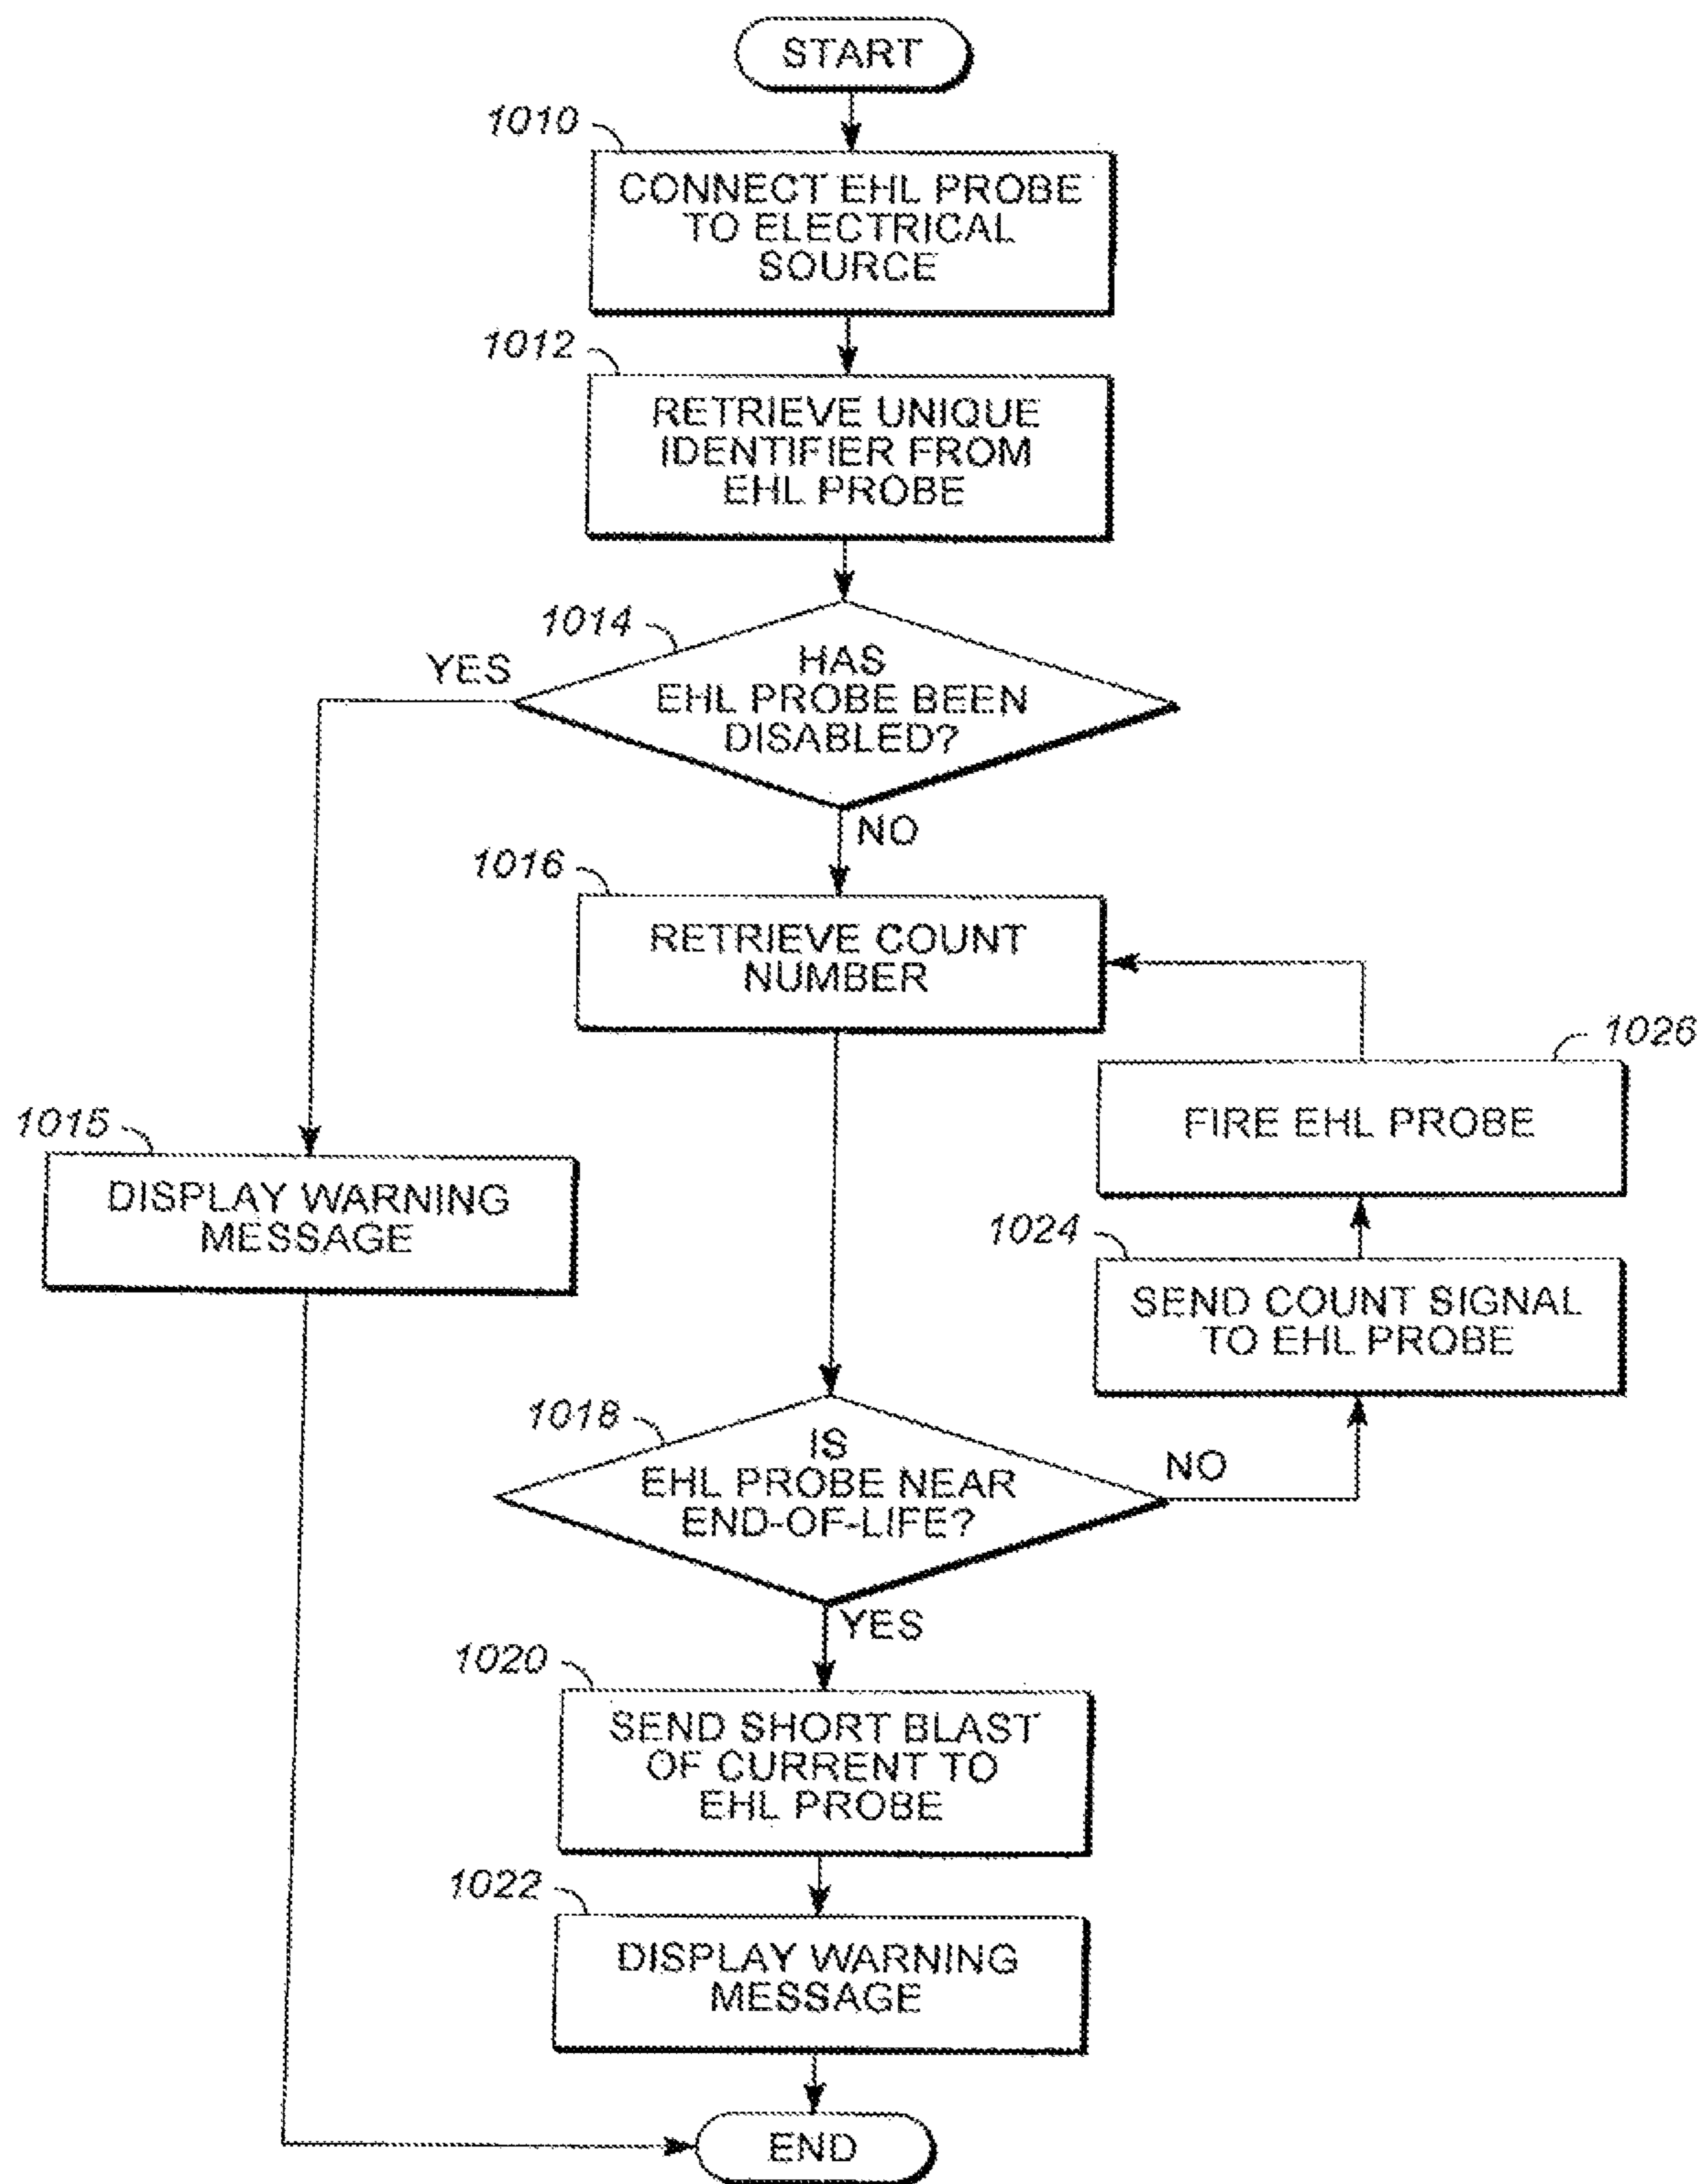 START
1010
CONNECT EHL PROBE
TO ELECTRICAL
SOURCE
1012
RETRIEVE UNIQUE
IDENTIFIER FROM
EHL PROBE
1014
YES
HAS
EHL PROBE BEEN
DISABLED?
NO
1016
RETRIEVE COUNT
NUMBER
1026
FIRE EHL PROBE
1015
DISPLAY WARNING
MESSAGE
1024
SEND COUNT SIGNAL
TO EHL PROBE
1018
IS
EHL PROBE NEAR
END-OF-LIFE?
NO
YES
1020
SEND SHORT BLAST
OF CURRENT TO
EHL PROBE
1022
DISPLAY WARNING
MESSAGE
END